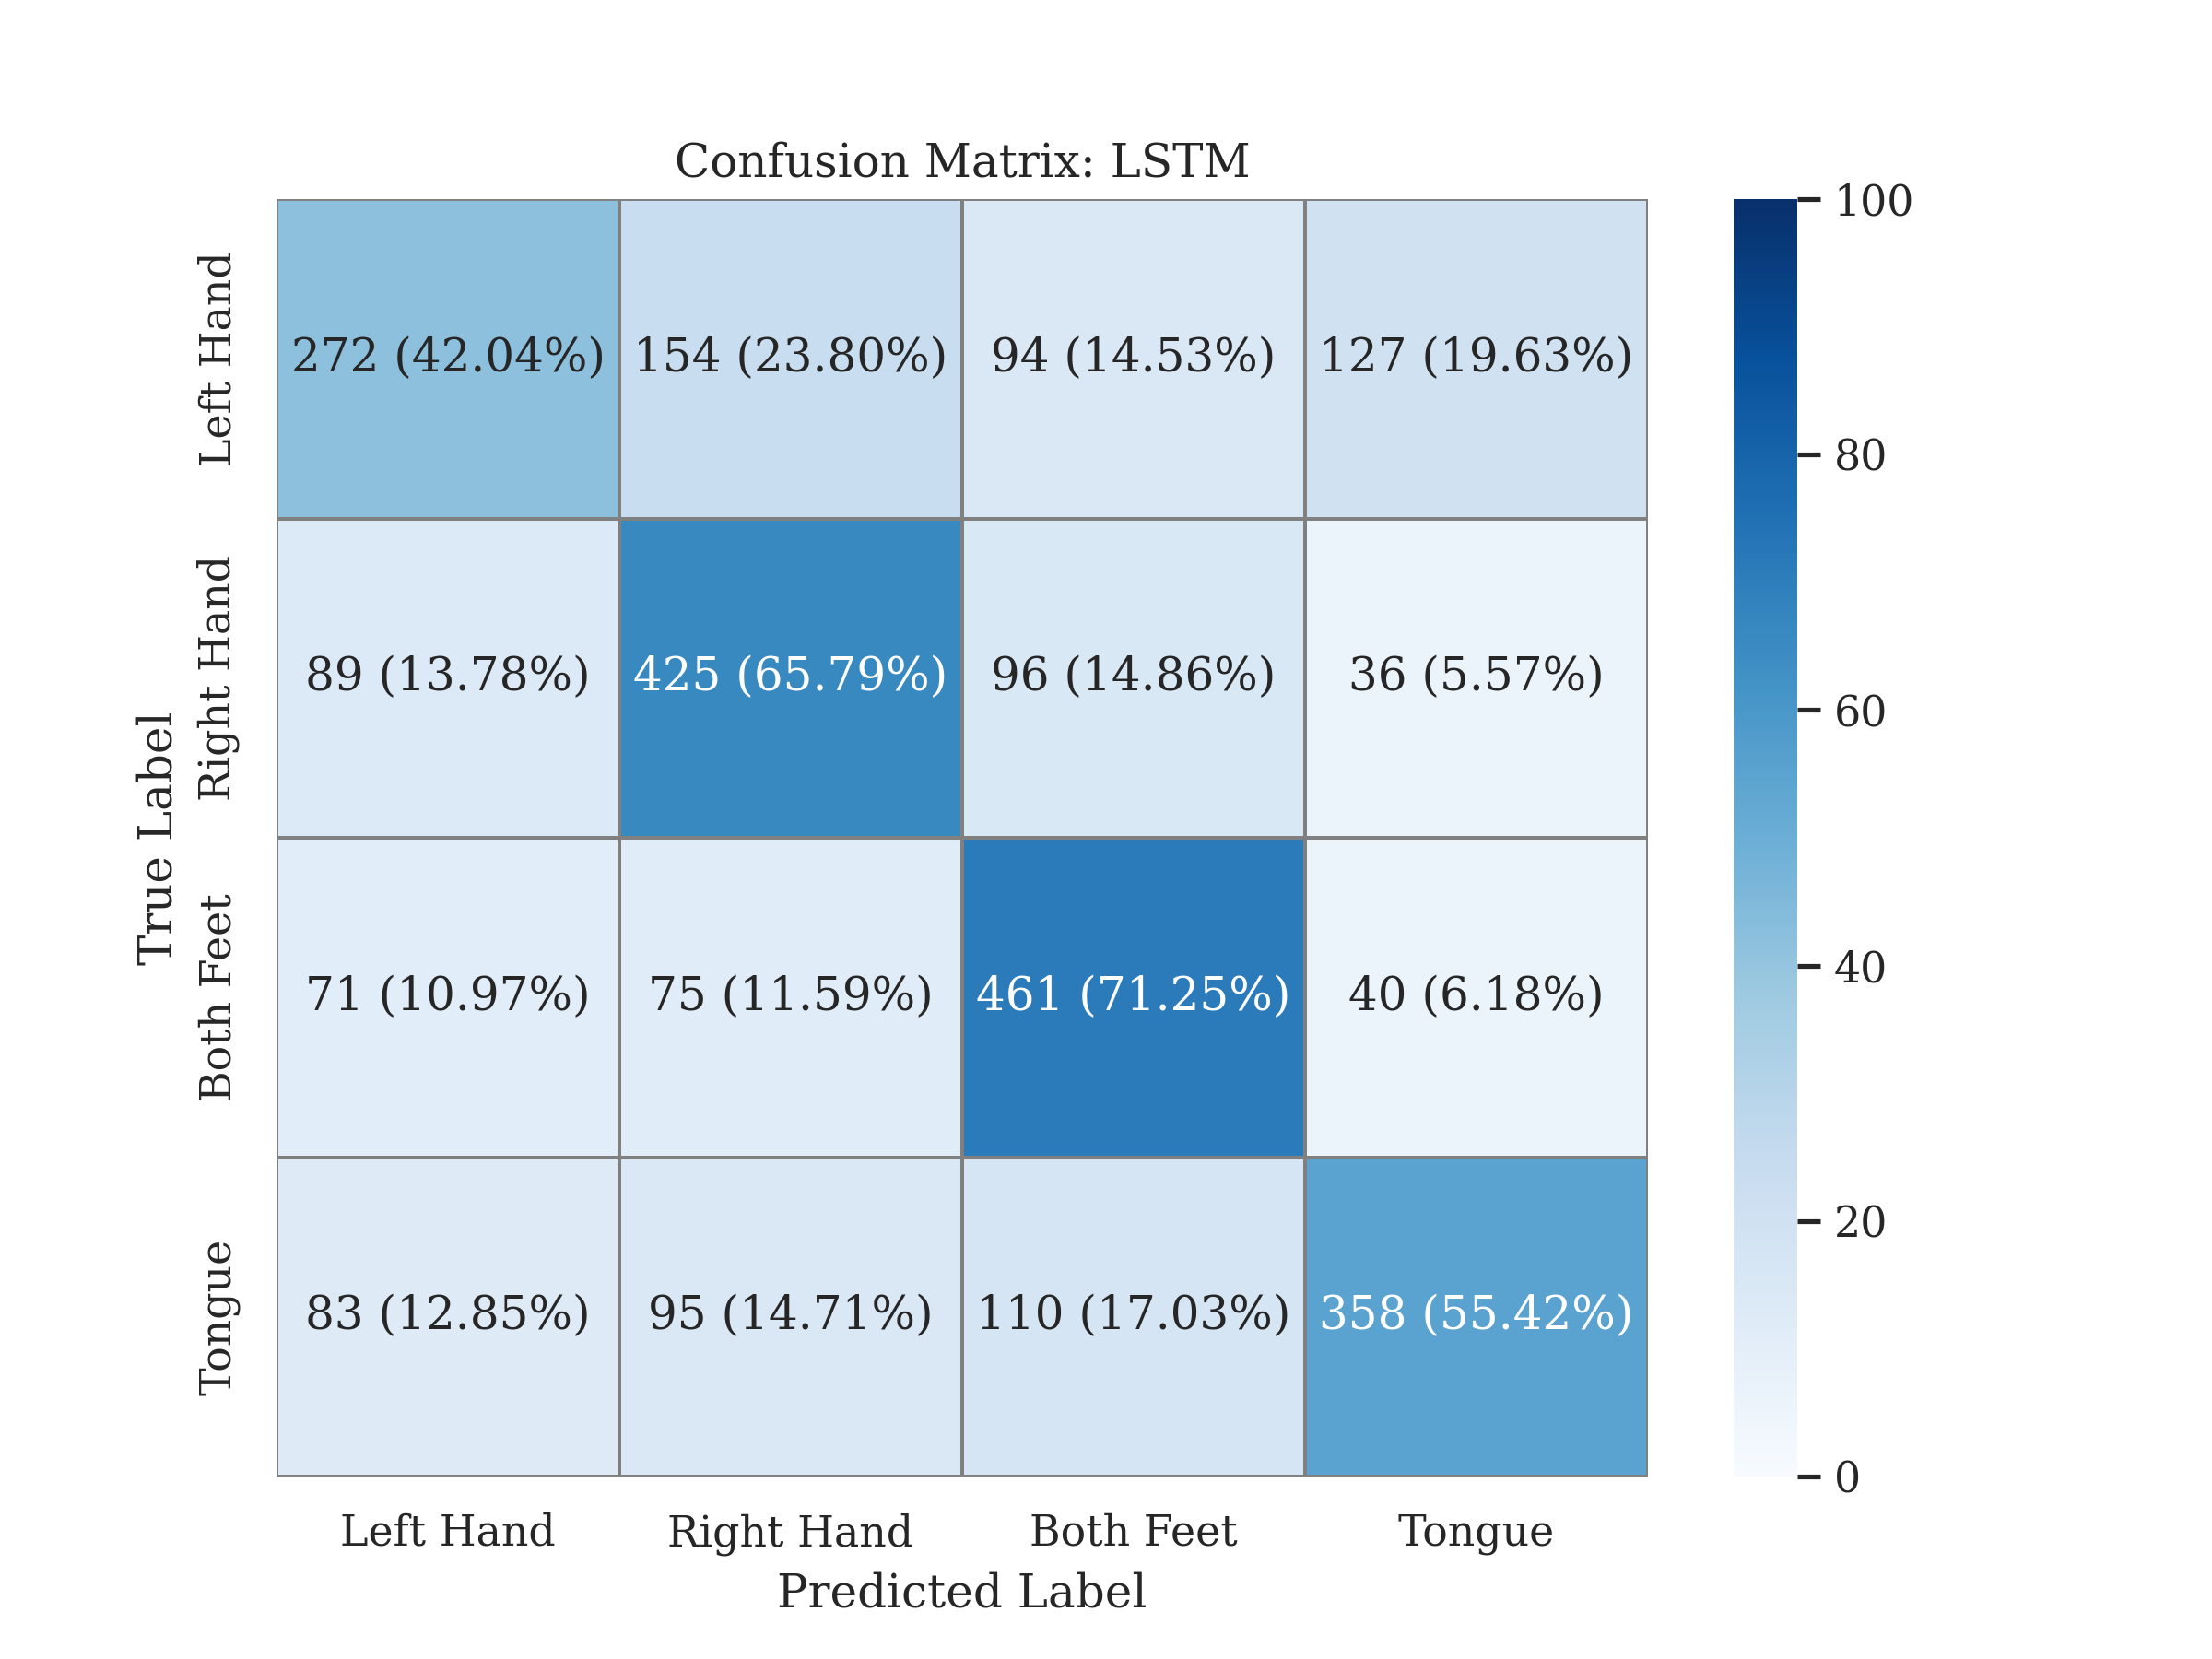 Confusion Matrix: LSTM
True Label
Left Hand
272 (42.04%) 154 (23.80%) 94 (14.53%) 127 (19.63%)
Right Hand
89 (13.78%) 425 (65.79%) 96 (14.86%) 36 (5.57%)
Both Feet
71 (10.97%) 75 (11.59%) 461 (71.25%) 40 (6.18%)
Tongue
83 (12.85%) 95 (14.71%) 110 (17.03%) 358 (55.42%)
Left Hand Right Hand Both Feet Tongue
Predicted Label
100
80
60
40
20
0